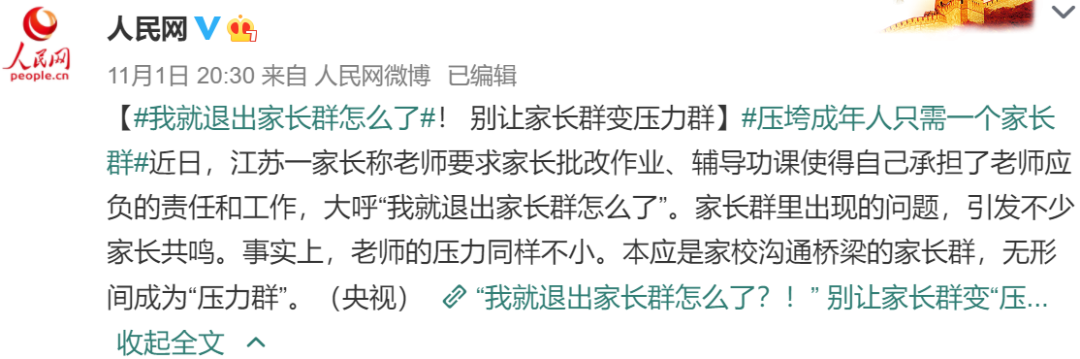 人民网
people.cn
人民网
11月1日 20:30 来自 人民网微博 已编辑
【#我就退出家长群怎么了#！ 别让家长群变压力群】#压垮成年人只需一个家长
群#近日，江苏一家长称老师要求家长批改作业、辅导功课使得自己承担了老师应
负的责任和工作，大呼“我就退出家长群怎么了”。家长群里出现的问题，引发不少
家长共鸣。事实上，老师的压力同样不小。本应是家校沟通桥梁的家长群，无形
间成为“压力群”。（央视） “我就退出家长群怎么了？！” 别让家长群变“压...
收起全文